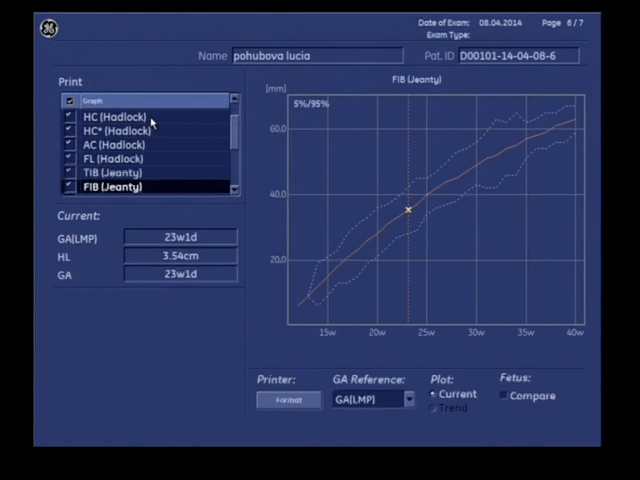 Date of Exam: 08.04.2014 Page 6 / 7
Exam Type:
Name pohubova lucia Pat. ID D00101-14-04-08-6
Print
Graph
HC (Hadlock)
HC* (Hadlock)
AC (Hadlock)
FL (Hadlock)
TIB (Jeanty)
FIB (Jeanty)
Current:
GA(LMP) 23w1d
HL 3.54cm
GA 23w1d
FIB (Jeanty)
[mm]
5%/95%
60.0
40.0
20.0
15w 20w 25w 30w 35w 40w
Printer: GA Reference: Plot: Fetus:
Format GA(LMP) Current Compare
Trend